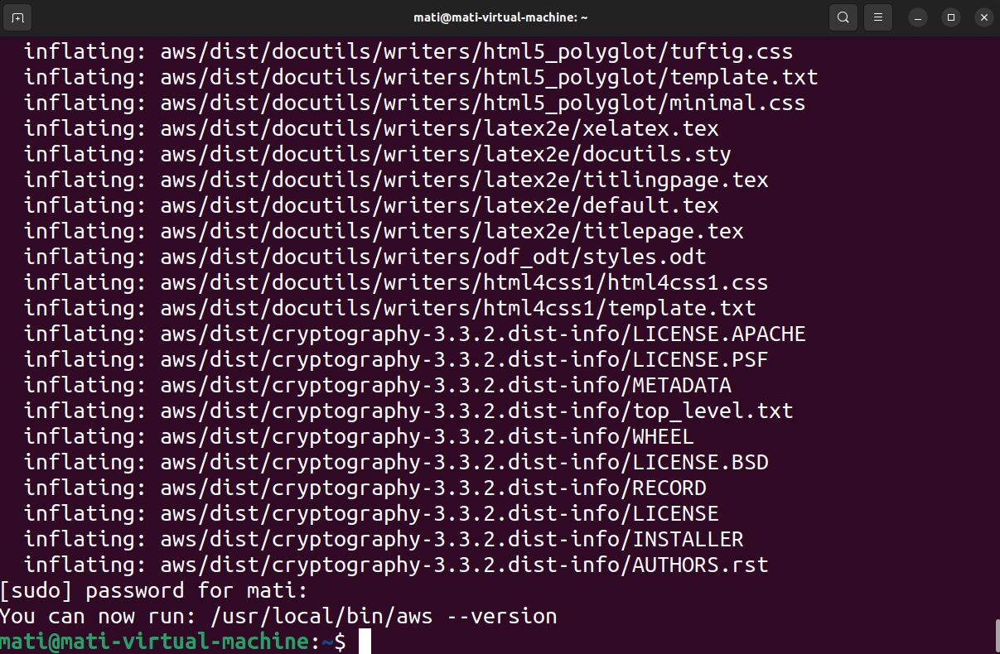 mati@mati-virtual-machine: ~
inflating: aws/dist/docutils/writers/html5_polyglot/tuftig.css
inflating: aws/dist/docutils/writers/html5_polyglot/template.txt
inflating: aws/dist/docutils/writers/html5_polyglot/minimal.css
inflating: aws/dist/docutils/writers/latex2e/xelatex.tex
inflating: aws/dist/docutils/writers/latex2e/docutils.sty
inflating: aws/dist/docutils/writers/latex2e/titlingpage.tex
inflating: aws/dist/docutils/writers/latex2e/default.tex
inflating: aws/dist/docutils/writers/latex2e/titlepage.tex
inflating: aws/dist/docutils/writers/odf_odt/styles.odt
inflating: aws/dist/docutils/writers/html4css1/html4css1.css
inflating: aws/dist/docutils/writers/html4css1/template.txt
inflating: aws/dist/cryptography-3.3.2.dist-info/LICENSE.APACHE
inflating: aws/dist/cryptography-3.3.2.dist-info/LICENSE.PSF
inflating: aws/dist/cryptography-3.3.2.dist-info/METADATA
inflating: aws/dist/cryptography-3.3.2.dist-info/top_level.txt
inflating: aws/dist/cryptography-3.3.2.dist-info/WHEEL
inflating: aws/dist/cryptography-3.3.2.dist-info/LICENSE.BSD
inflating: aws/dist/cryptography-3.3.2.dist-info/RECORD
inflating: aws/dist/cryptography-3.3.2.dist-info/LICENSE
inflating: aws/dist/cryptography-3.3.2.dist-info/INSTALLER
inflating: aws/dist/cryptography-3.3.2.dist-info/AUTHORS.rst
[sudo] password for mati:
You can now run: /usr/local/bin/aws --version
mati@mati-virtual-machine:~$